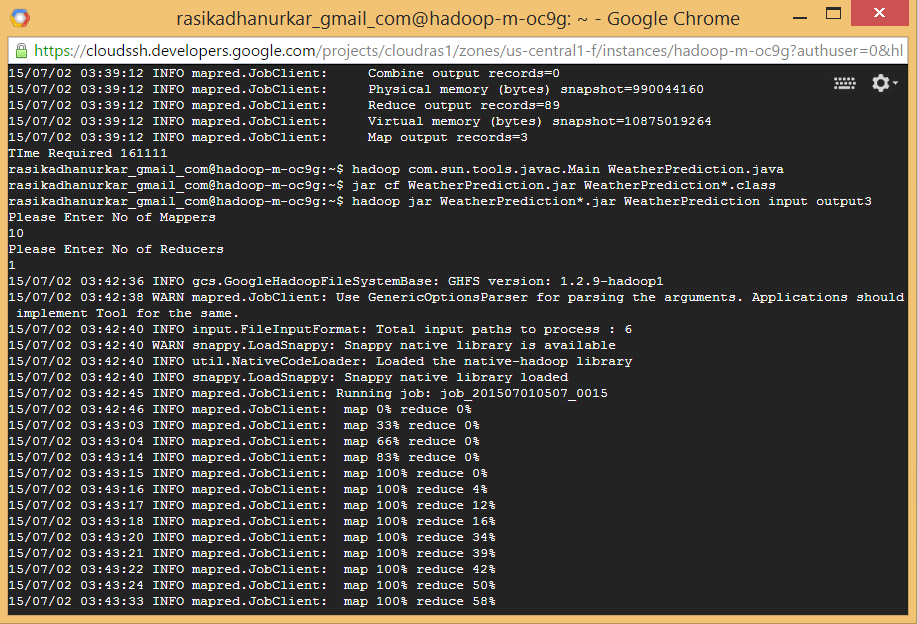 rasikadhanurkar_gmail_com@hadoop-m-oc9g: ~ - Google Chrome
https://cloudssh.developers.google.com/projects/cloudras1/zones/us-central1-f/instances/hadoop-m-oc9g?authuser=0&hl
15/07/02 03:39:12 INFO mapred.JobClient:     Combine output records=0
15/07/02 03:39:12 INFO mapred.JobClient:     Physical memory (bytes) snapshot=990044160
15/07/02 03:39:12 INFO mapred.JobClient:     Reduce output records=89
15/07/02 03:39:12 INFO mapred.JobClient:     Virtual memory (bytes) snapshot=10875019264
15/07/02 03:39:12 INFO mapred.JobClient:     Map output records=3
TIme Required 161111
rasikadhanurkar_gmail_com@hadoop-m-oc9g:~$ hadoop com.sun.tools.javac.Main WeatherPrediction.java
rasikadhanurkar_gmail_com@hadoop-m-oc9g:~$ jar cf WeatherPrediction.jar WeatherPrediction*.class
rasikadhanurkar_gmail_com@hadoop-m-oc9g:~$ hadoop jar WeatherPrediction*.jar WeatherPrediction input output3
Please Enter No of Mappers
10
Please Enter No of Reducers
1
15/07/02 03:42:36 INFO gcs.GoogleHadoopFileSystemBase: GHFS version: 1.2.9-hadoop1
15/07/02 03:42:38 WARN mapred.JobClient: Use GenericOptionsParser for parsing the arguments. Applications should
implement Tool for the same.
15/07/02 03:42:40 INFO input.FileInputFormat: Total input paths to process : 6
15/07/02 03:42:40 WARN snappy.LoadSnappy: Snappy native library is available
15/07/02 03:42:40 INFO util.NativeCodeLoader: Loaded the native-hadoop library
15/07/02 03:42:40 INFO snappy.LoadSnappy: Snappy native library loaded
15/07/02 03:42:45 INFO mapred.JobClient: Running job: job_201507010507_0015
15/07/02 03:42:46 INFO mapred.JobClient:  map 0% reduce 0%
15/07/02 03:43:03 INFO mapred.JobClient:  map 33% reduce 0%
15/07/02 03:43:04 INFO mapred.JobClient:  map 66% reduce 0%
15/07/02 03:43:14 INFO mapred.JobClient:  map 83% reduce 0%
15/07/02 03:43:15 INFO mapred.JobClient:  map 100% reduce 0%
15/07/02 03:43:16 INFO mapred.JobClient:  map 100% reduce 4%
15/07/02 03:43:17 INFO mapred.JobClient:  map 100% reduce 12%
15/07/02 03:43:18 INFO mapred.JobClient:  map 100% reduce 16%
15/07/02 03:43:20 INFO mapred.JobClient:  map 100% reduce 34%
15/07/02 03:43:21 INFO mapred.JobClient:  map 100% reduce 39%
15/07/02 03:43:22 INFO mapred.JobClient:  map 100% reduce 42%
15/07/02 03:43:24 INFO mapred.JobClient:  map 100% reduce 50%
15/07/02 03:43:33 INFO mapred.JobClient:  map 100% reduce 58%